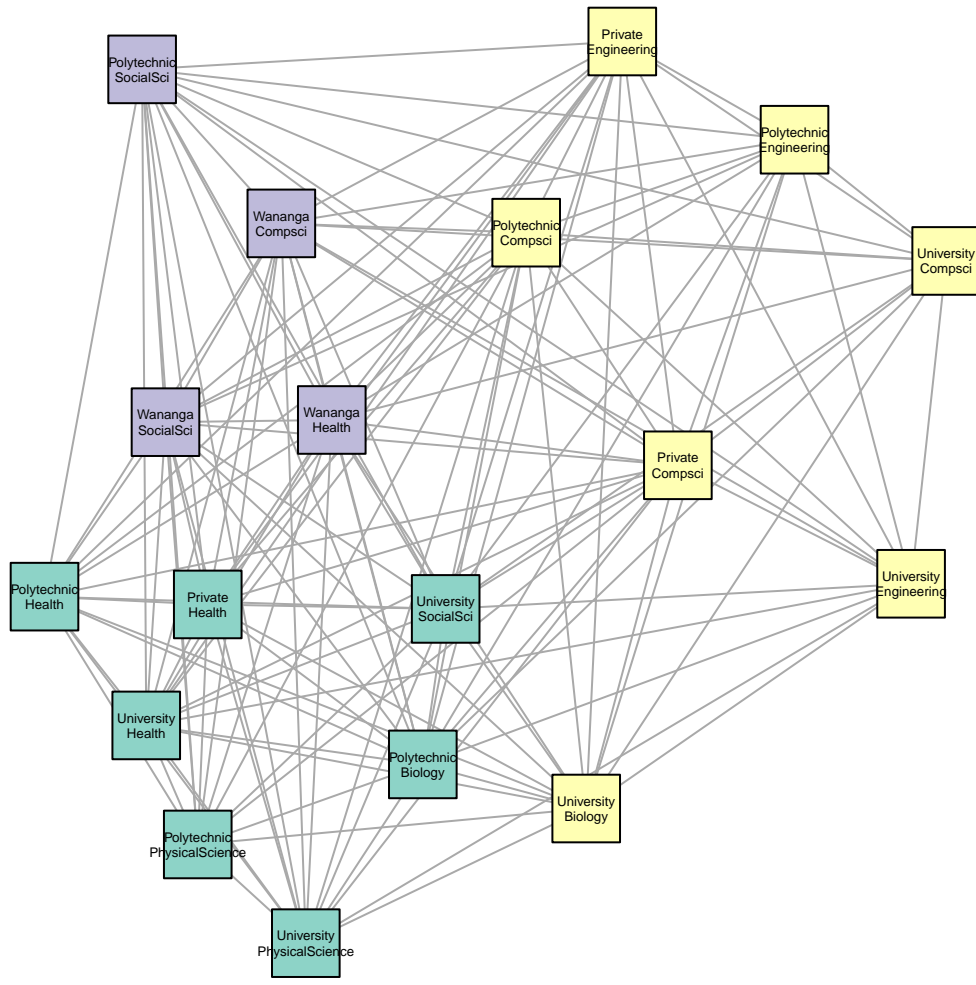 Private
Engineering
Polytechnic
SocialSci
Polytechnic
Engineering
Wananga
Compsci
Polytechnic
Compsci
University
Compsci
Wananga
SocialSci
Wananga
Health
Private
Compsci
Polytechnic
Health
Private
Health
University
SocialSci
University
Engineering
University
Health
Polytechnic
Biology
University
Biology
Polytechnic
PhysicalScience
University
PhysicalScience